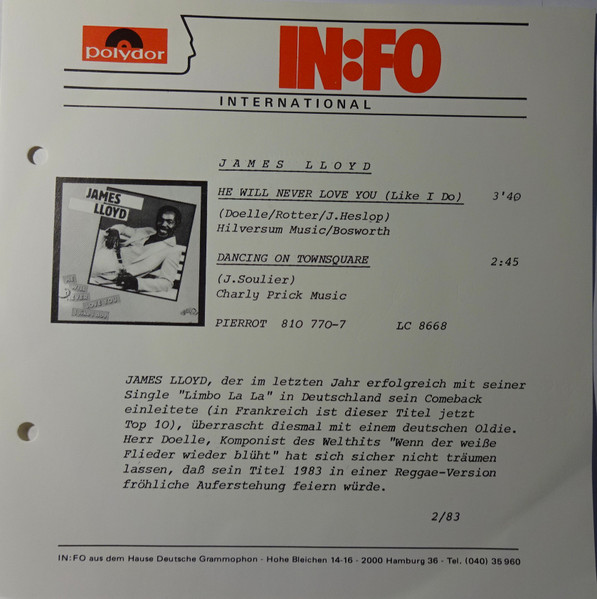 polydor
IN:FO
INTERNATIONAL
JAMES LLOYD
HE WILL NEVER LOVE YOU (Like I Do) 3'40
(Doelle/Rotter/J.Heslop)
Hilversum Music/Bosworth
DANCING ON TOWNSQUARE 2:45
(J.Soulier)
Charly Prick Music
PIERROT 810 770-7 LC 8668
JAMES
LLOYD
HE
WILL
NEVER
LOVE YOU
JAMES LLOYD, der im letzten Jahr erfolgreich mit seiner
Single "Limbo La La" in Deutschland sein Comeback
einleitete (in Frankreich ist dieser Titel jetzt
Top 10), überrascht diesmal mit einem deutschen Oldie.
Herr Doelle, Komponist des Welthits "Wenn der weiße
Flieder wieder blüht" hat sich sicher nicht träumen
lassen, daß sein Titel 1983 in einer Reggae-Version
fröhliche Auferstehung feiern würde.
2/83
IN:FO aus dem Hause Deutsche Grammophon · Hohe Bleichen 14-16 · 2000 Hamburg 36 · Tel. (040) 35 960